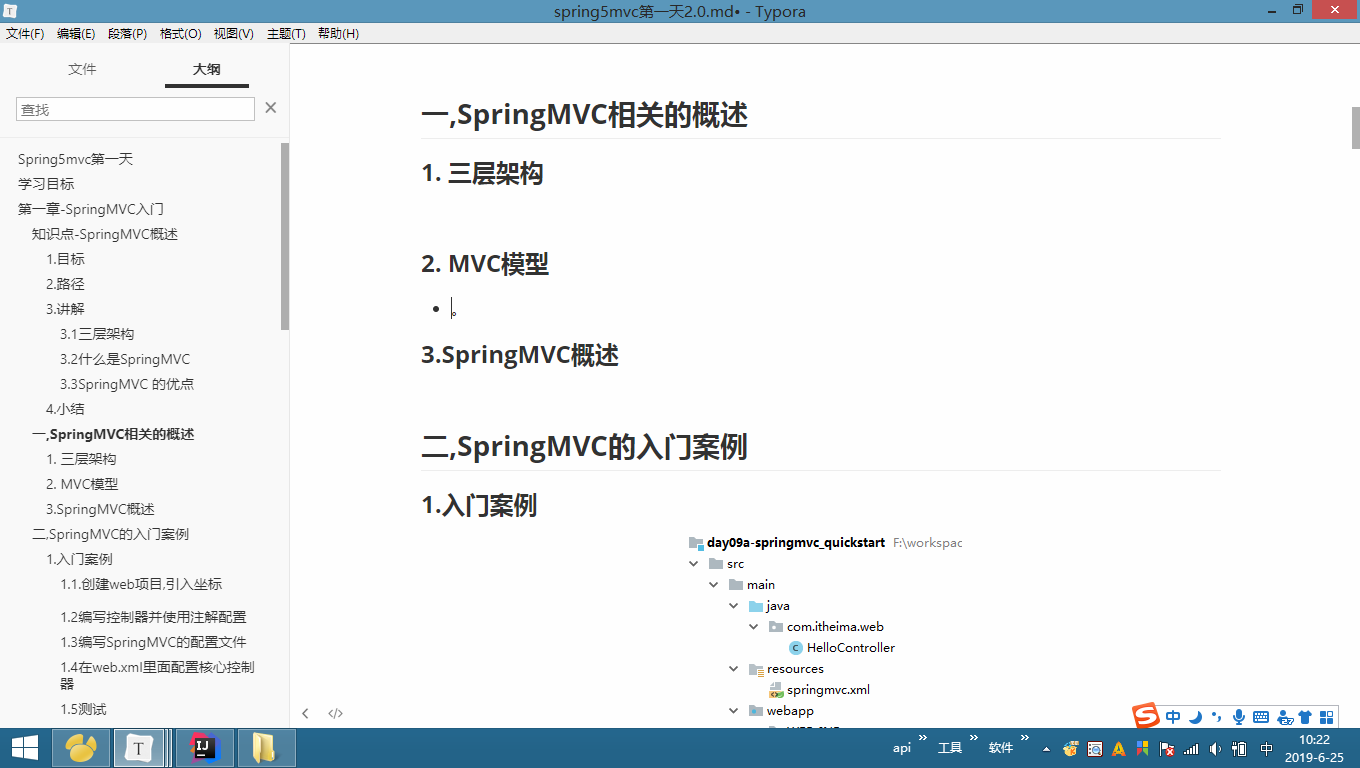 spring5mvc第一天2.0.md• - Typora
文件(F) 编辑(E) 段落(P) 格式(O) 视图(V) 主题(T) 帮助(H)
文件 大纲
查找
Spring5mvc第一天
学习目标
第一章-SpringMVC入门
知识点-SpringMVC概述
1.目标
2.路径
3.讲解
3.1三层架构
3.2什么是SpringMVC
3.3SpringMVC 的优点
4.小结
一,SpringMVC相关的概述
1. 三层架构
2. MVC模型
3.SpringMVC概述
二,SpringMVC的入门案例
1.入门案例
1.1.创建web项目,引入坐标
1.2编写控制器并使用注解配置
1.3编写SpringMVC的配置文件
1.4在web.xml里面配置核心控制
器
1.5测试
一,SpringMVC相关的概述
1. 三层架构
2. MVC模型
• 。
3.SpringMVC概述
二,SpringMVC的入门案例
1.入门案例
day09a-springmvc_quickstart F:\workspac
src
main
java
com.itheima.web
C HelloController
resources
springmvc.xml
webapp
</>
中
api » 工具 » 软件 » 中
10:22
2019-6-25